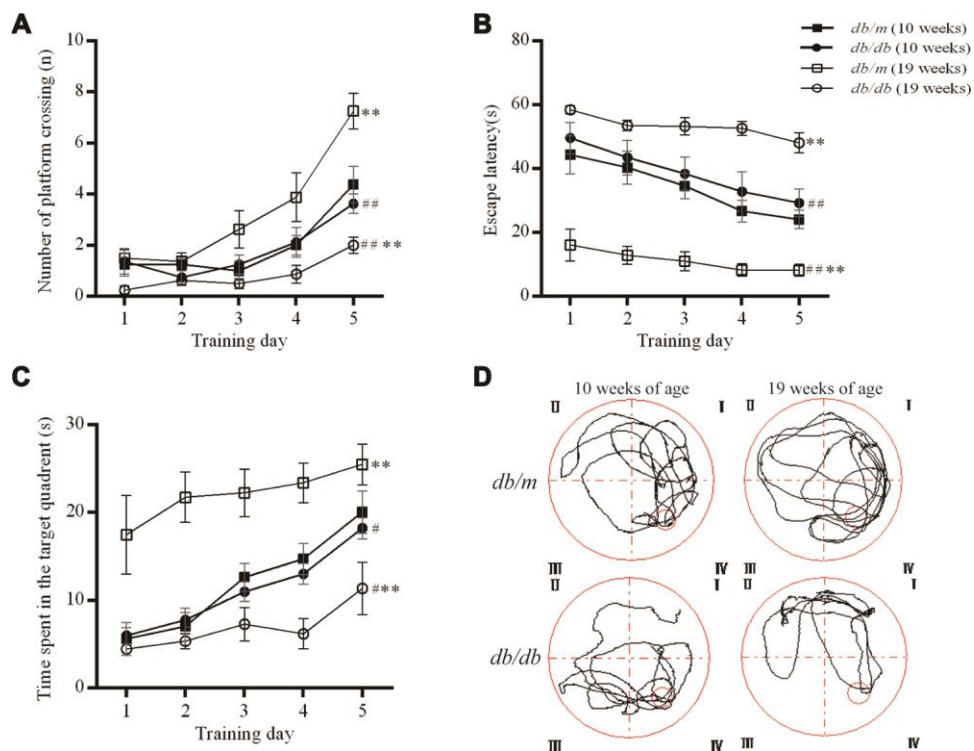 A
Number of platform crossing (n)
10
8
6
4
2
0
**
##
## **
1 2 3 4 5
Training day
B
Escape latency(s)
80
60
40
20
0
db/m (10 weeks)
db/db (10 weeks)
db/m (19 weeks)
db/db (19 weeks)
**
##
## **
1 2 3 4 5
Training day
C
Time spent in the target quadrent (s)
30
20
10
0
**
#
#**
1 2 3 4 5
Training day
D
10 weeks of age
19 weeks of age
II I II I
db/m
III IV III IV
II I II I
db/db
III IV III IV